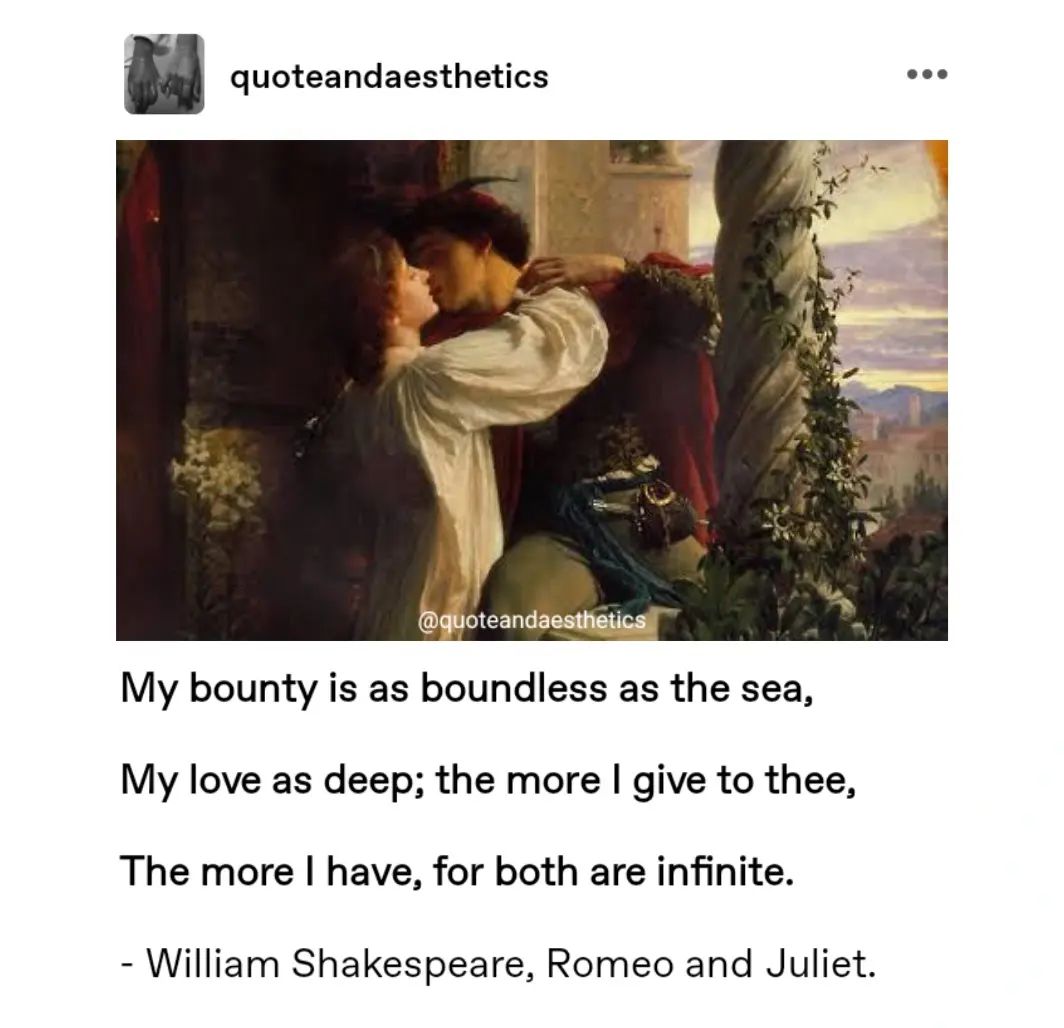 quoteandaesthetics
@quoteandaesthetics
My bounty is as boundless as the sea,
My love as deep; the more I give to thee,
The more I have, for both are infinite.
- William Shakespeare, Romeo and Juliet.